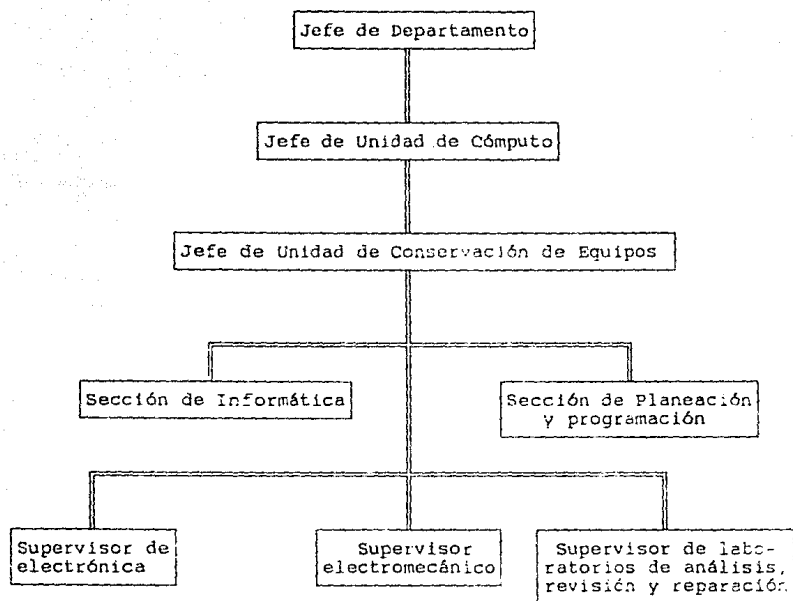 Jefe de Departamento
Jefe de Unidad de Cómputo
Jefe de Unidad de Conservación de Equipos
Sección de Informática
Sección de Planeación
y programación
Supervisor de
electrónica
Supervisor
electromecánico
Supervisor de labo-
ratorios de análisis,
revisión y reparación